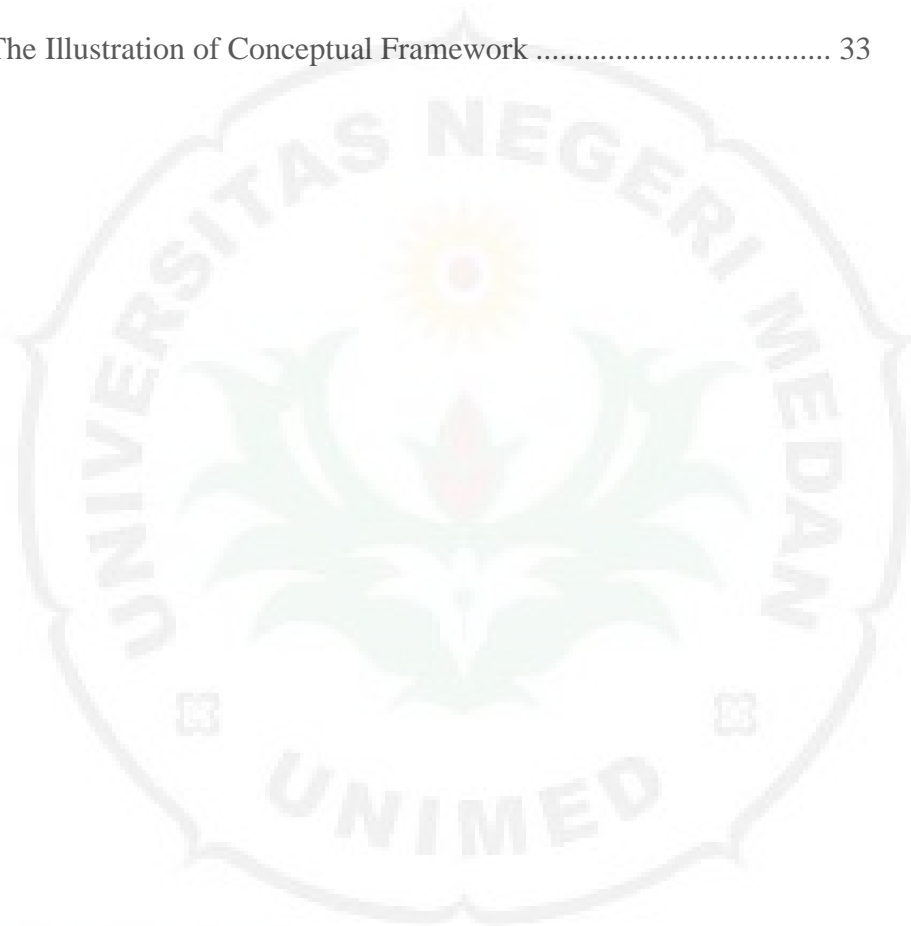 The Illustration of Conceptual Framework .................................... 33
UNIVERSITAS NEGERI MEDAN
UNIMED